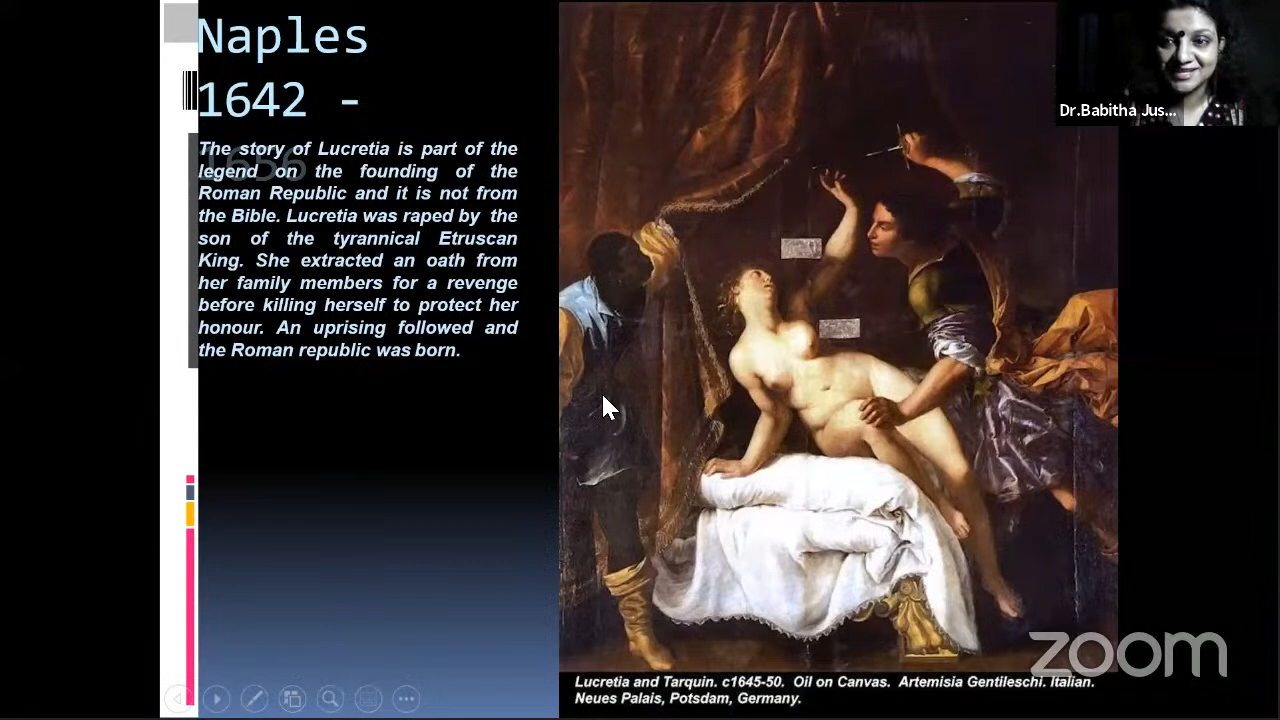 Naples
1642 -
1656
The story of Lucretia is part of the
legend on the founding of the
Roman Republic and it is not from
the Bible. Lucretia was raped by the
son of the tyrannical Etruscan
King. She extracted an oath from
her family members for a revenge
before killing herself to protect her
honour. An uprising followed and
the Roman republic was born.
Dr.Babitha Jus...
Lucretia and Tarquin. c1645-50. Oil on Canvas. Artemisia Gentileschi. Italian.
Neues Palais, Potsdam, Germany.
zoom